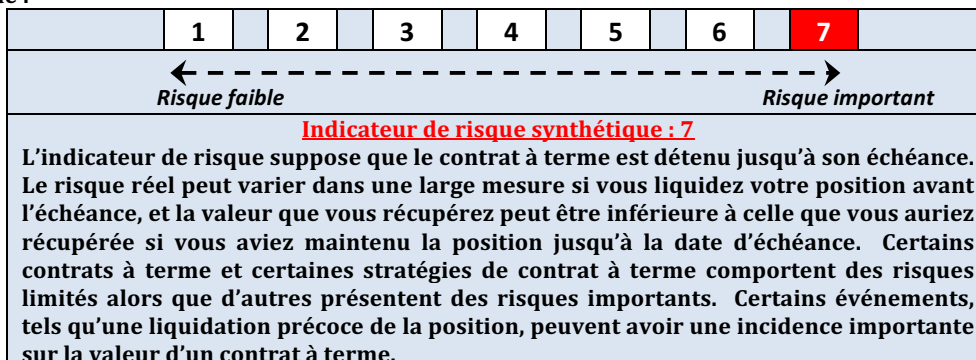 1 2 3 4 5 6 7
Risque faible Risque important
Indicateur de risque synthétique : 7
L’indicateur de risque suppose que le contrat à terme est détenu jusqu’à son échéance.
Le risque réel peut varier dans une large mesure si vous liquidez votre position avant
l’échéance, et la valeur que vous récupérez peut être inférieure à celle que vous auriez
récupérée si vous aviez maintenu la position jusqu’à la date d’échéance. Certains
contrats à terme et certaines stratégies de contrat à terme comportent des risques
limités alors que d’autres présentent des risques importants. Certains événements,
tels qu’une liquidation précoce de la position, peuvent avoir une incidence importante
sur la valeur d’un contrat à terme.